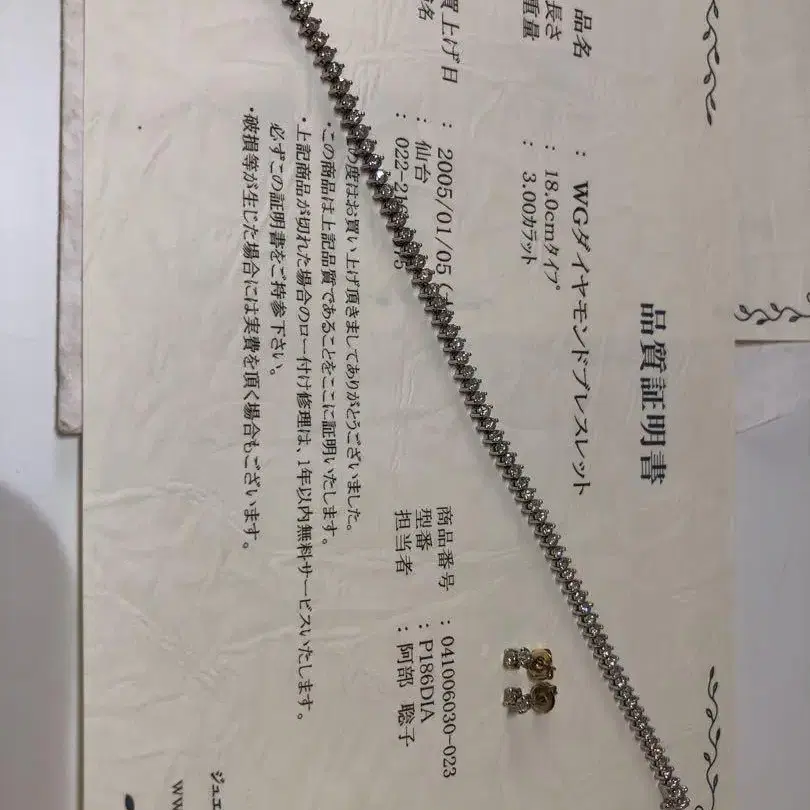 品質証明書
品名 : WGダイヤモンドブレスレット
長さ : 18.0cmタイプ
重量 : 3.00カラット
買上げ日 : 2005/01/05
名 : 仙台
: 022-2
商品番号 : 041006030-023
型番 : P186DIA
担当者 : 阿部 聡子
の度はお買い上げ頂きましてありがとうございました。
・この商品は上記品質であることをここに証明いたします。
・上記商品が切れた場合のロー付け修理は、1年以内無料サービスいたします。
必ずこの証明書をご持参下さい。
・破損等が生じた場合には実費を頂く場合もございます。
ジュエ